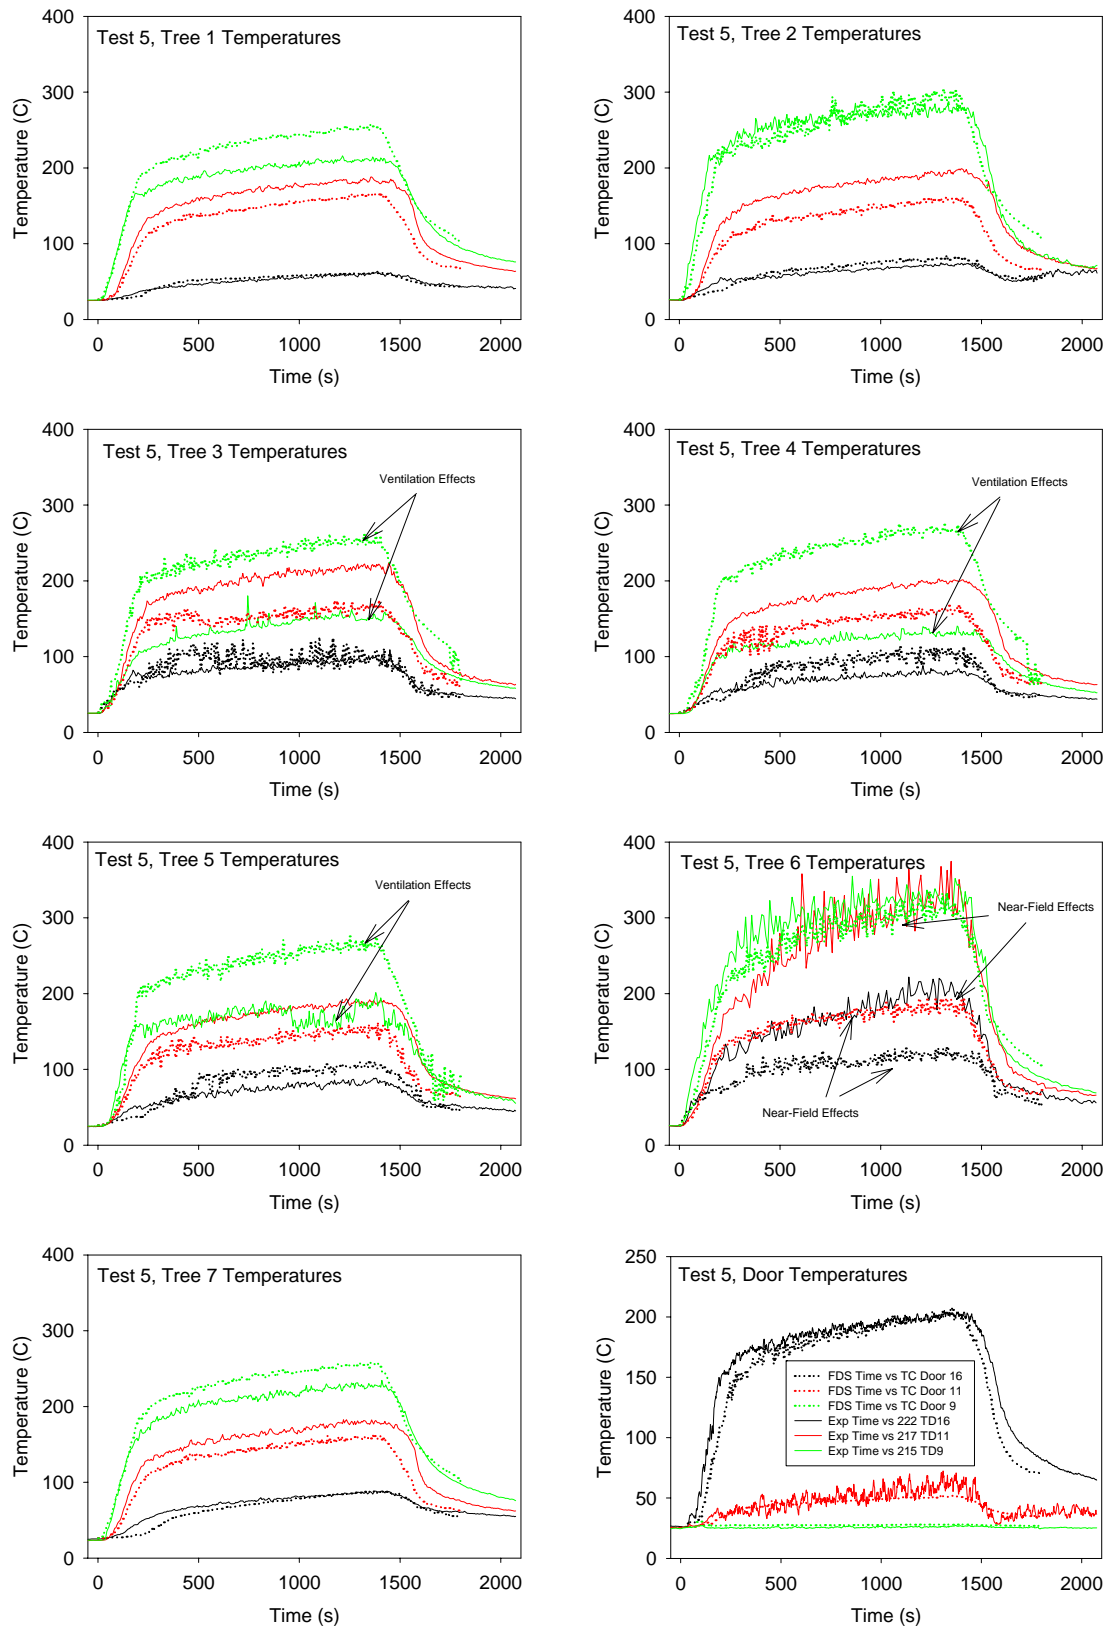 Test 5, Tree 1 Temperatures
Temperature (C)
400
300
200
100
0
0 500 1000 1500 2000
Time (s)
Test 5, Tree 2 Temperatures
Temperature (C)
400
300
200
100
0
0 500 1000 1500 2000
Time (s)
Test 5, Tree 3 Temperatures
Ventilation Effects
Temperature (C)
400
300
200
100
0
0 500 1000 1500 2000
Time (s)
Test 5, Tree 4 Temperatures
Ventilation Effects
Temperature (C)
400
300
200
100
0
0 500 1000 1500 2000
Time (s)
Test 5, Tree 5 Temperatures
Ventilation Effects
Temperature (C)
400
300
200
100
0
0 500 1000 1500 2000
Time (s)
Test 5, Tree 6 Temperatures
Near-Field Effects
Near-Field Effects
Temperature (C)
400
300
200
100
0
0 500 1000 1500 2000
Time (s)
Test 5, Tree 7 Temperatures
Temperature (C)
400
300
200
100
0
0 500 1000 1500 2000
Time (s)
Test 5, Door Temperatures
Temperature (C)
250
200
150
100
50
0
FDS Time vs TC Door 16
FDS Time vs TC Door 11
FDS Time vs TC Door 9
Exp Time vs 222 TD16
Exp Time vs 217 TD11
Exp Time vs 215 TD9
0 500 1000 1500 2000
Time (s)